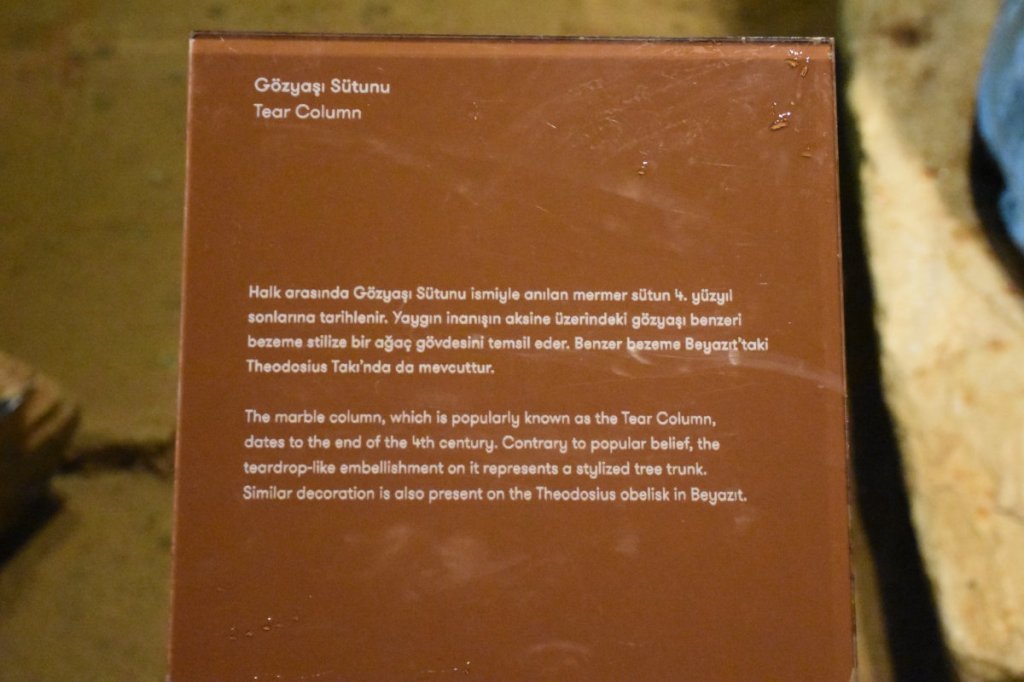 Gözyaşı Sütunu
Tear Column
Halk arasında Gözyaşı Sütunu ismiyle anılan mermer sütun 4. yüzyıl
sonlarına tarihlenir. Yaygın inanışın aksine üzerindeki gözyaşı benzeri
bezeme stilize bir ağaç gövdesini temsil eder. Benzer bezeme Beyazıt'taki
Theodosius Takı'nda da mevcuttur.
The marble column, which is popularly known as the Tear Column,
dates to the end of the 4th century. Contrary to popular belief, the
teardrop-like embellishment on it represents a stylized tree trunk.
Similar decoration is also present on the Theodosius obelisk in Beyazıt.